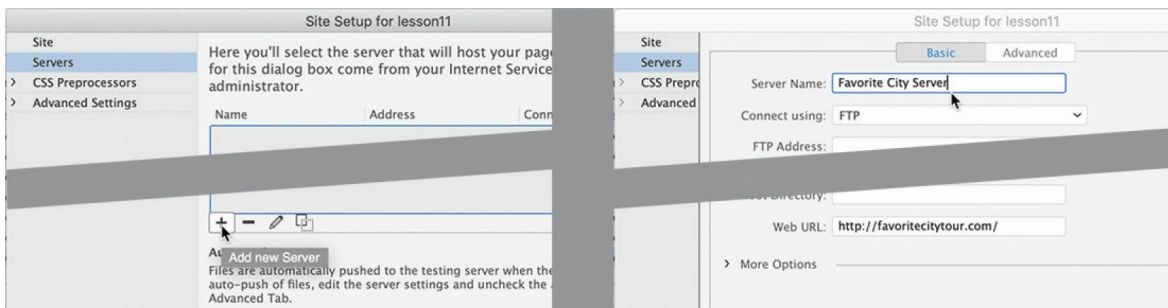 Site Setup for lesson11
Site
Servers
CSS Preprocessors
Advanced Settings
Here you'll select the server that will host your
for this dialog box come from your Internet Service
administrator.
Name Address
Add new Server
Files are automatically pushed to the testing server when the
auto-push of files, edit the server settings and uncheck the
Advanced Tab.
Site Setup for lesson11
Site
Servers
CSS
Advanced
Basic Advanced
Server Name: Favorite City Server
Connect using: FTP
FTP Address:
Directory:
Web URL: http://favoritecitytour.com/
More Options